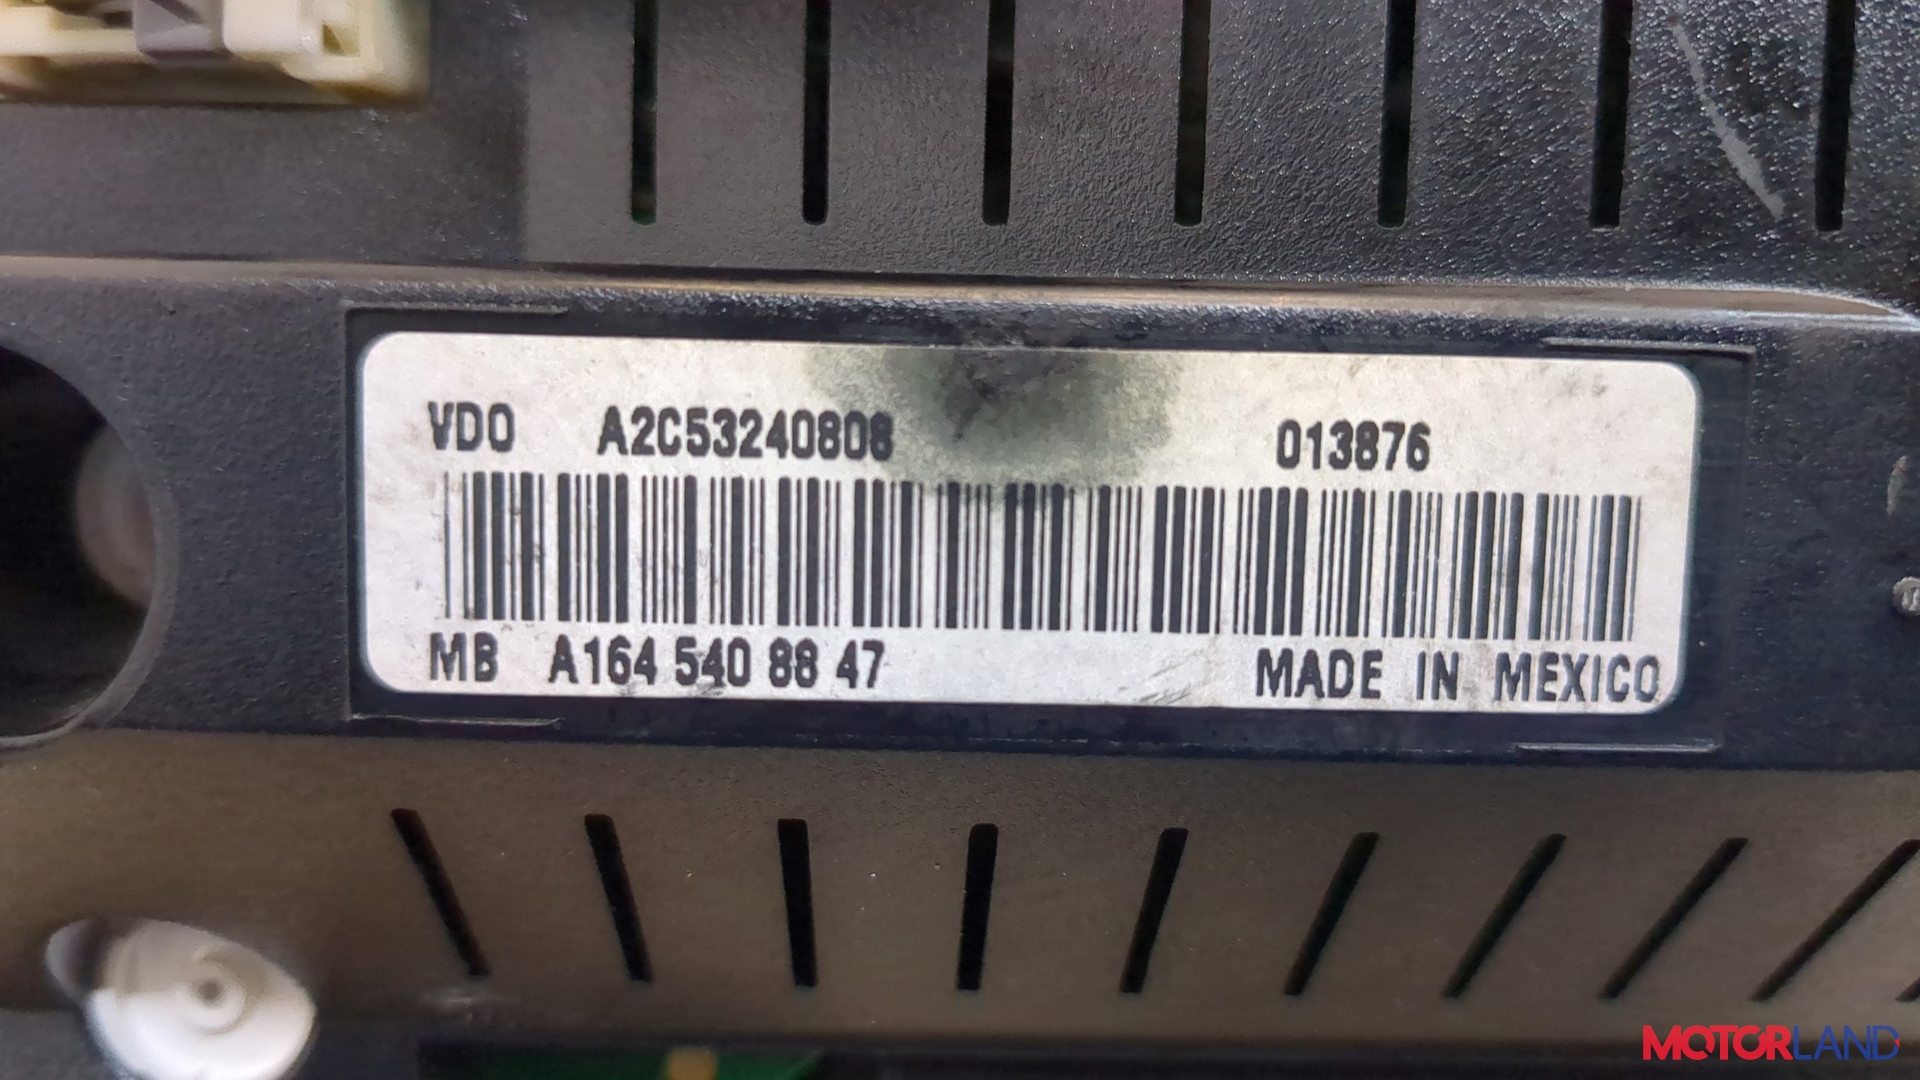 VDO A2C53240808 013876
MB A164 540 88 47 MADE IN MEXICO
MOTORLAND